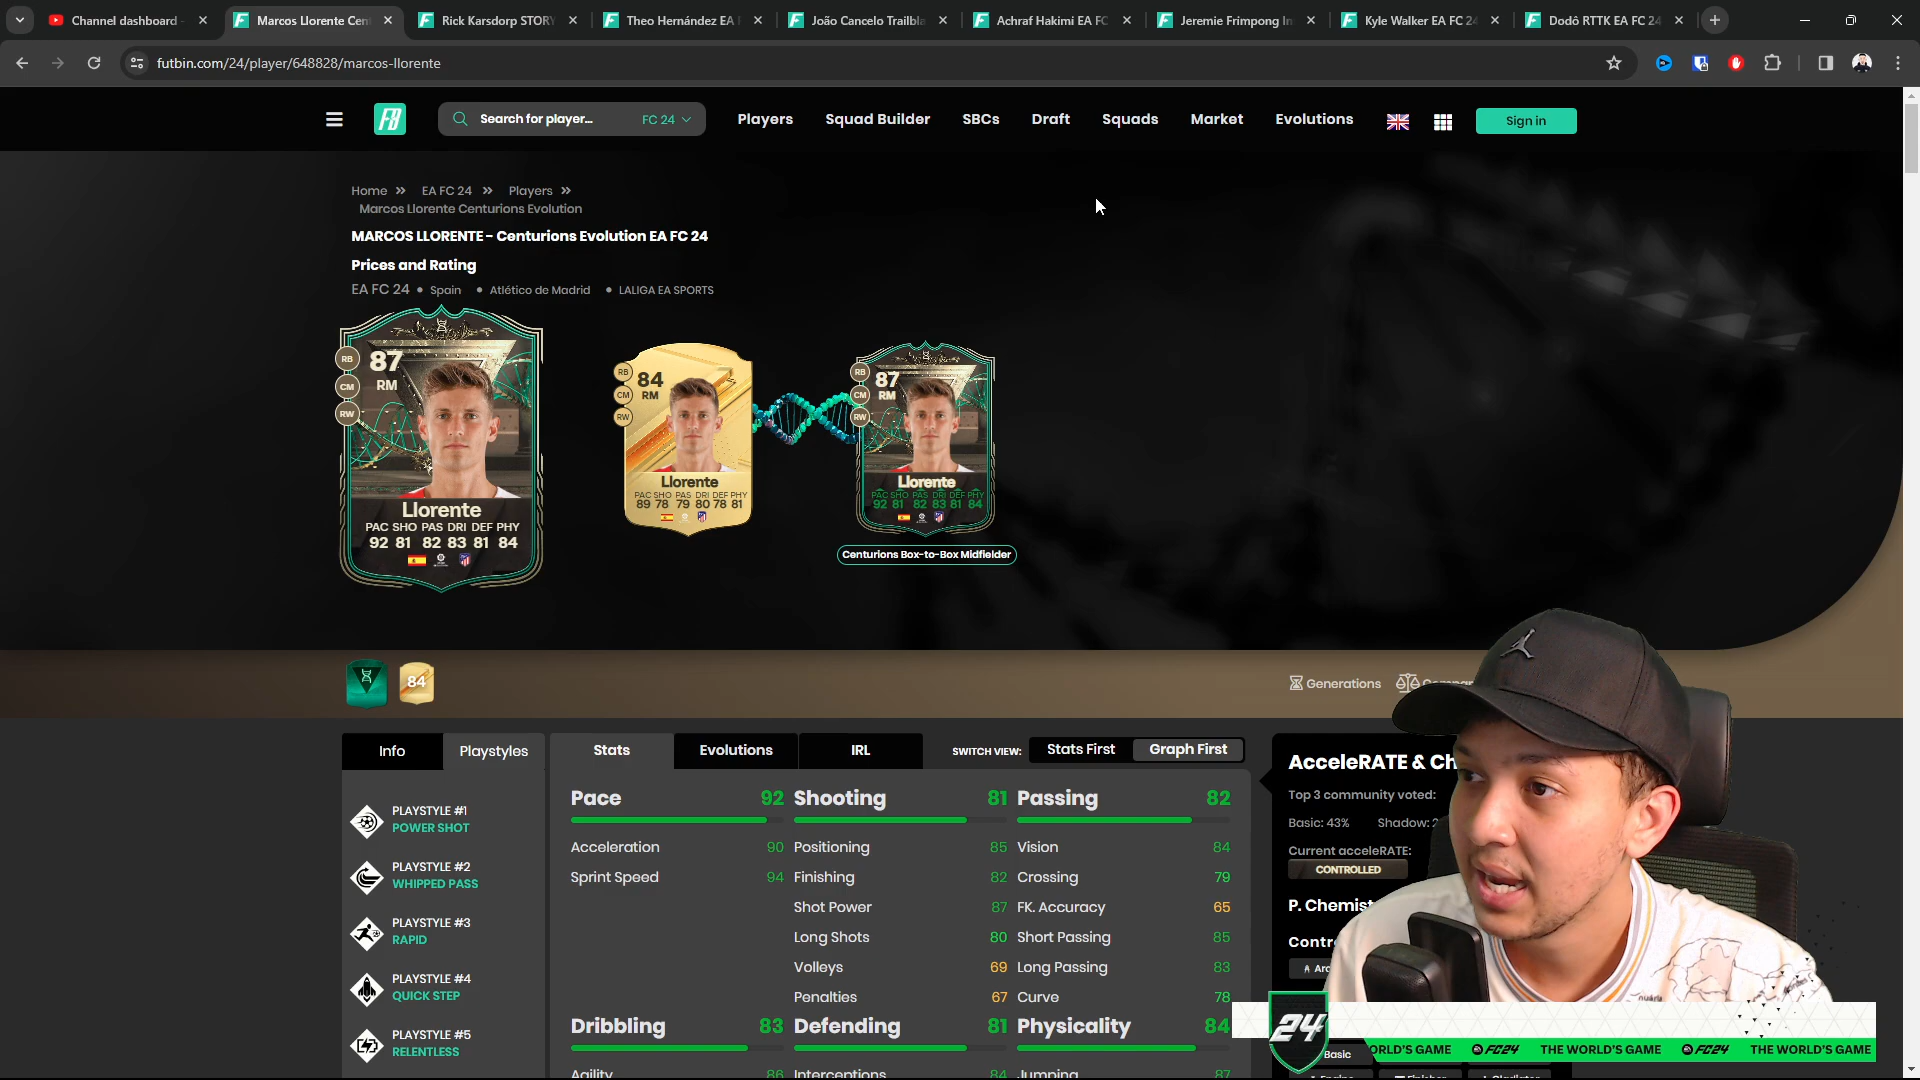 Channel dashboard
Marcos Llorente Cen
Rick Karsdorp STORY
Theo Hernández EA
João Cancelo Trailbla
Achraf Hakimi EA FC
Jeremie Frimpong In
Kyle Walker EA FC 24
Dodô RTTK EA FC 24
futbin.com/24/player/648828/marcos-llorente
F8
Search for player...
FC 24
Players
Squad Builder
SBCs
Draft
Squads
Market
Evolutions
Sign in
Home » EA FC 24 » Players »
Marcos Llorente Centurions Evolution
MARCOS LLORENTE - Centurions Evolution EA FC 24
Prices and Rating
EA FC 24 • Spain • Atlético de Madrid • LALIGA EA SPORTS
RB
CM
RW
87
RM
Llorente
PAC SHO PAS DRI DEF PHY
92 81 82 83 81 84
RB
CM
RW
84
RM
Llorente
PAC SHO PAS DRI DEF PHY
89 78 79 80 78 81
RB
CM
RW
87
RM
Llorente
PAC SHO PAS DRI DEF PHY
92 81 82 83 81 84
Centurions Box-to-Box Midfielder
84
Generations
Info
Playstyles
PLAYSTYLE #1
POWER SHOT
PLAYSTYLE #2
WHIPPED PASS
PLAYSTYLE #3
RAPID
PLAYSTYLE #4
QUICK STEP
PLAYSTYLE #5
RELENTLESS
Stats
Evolutions
IRL
SWITCH VIEW:
Stats First
Graph First
Pace 92
Acceleration 90
Sprint Speed 94
Shooting 81
Positioning 85
Finishing 82
Shot Power 87
Long Shots 80
Volleys 69
Penalties 67
Passing 82
Vision 84
Crossing 79
FK. Accuracy 65
Short Passing 85
Long Passing 83
Curve 78
Dribbling 83
Agility 86
Defending 81
Interceptions 84
Physicality 84
Jumping 87
AcceleRATE & Ch
Top 3 community voted:
Basic: 43% Shadow: 2
Current acceleRATE:
CONTROLLED
P. Chemist
Contr
Arc
Basic
24
ORLD'S GAME
FC24
THE WORLD'S GAME
FC24
THE WORLD'S GAME